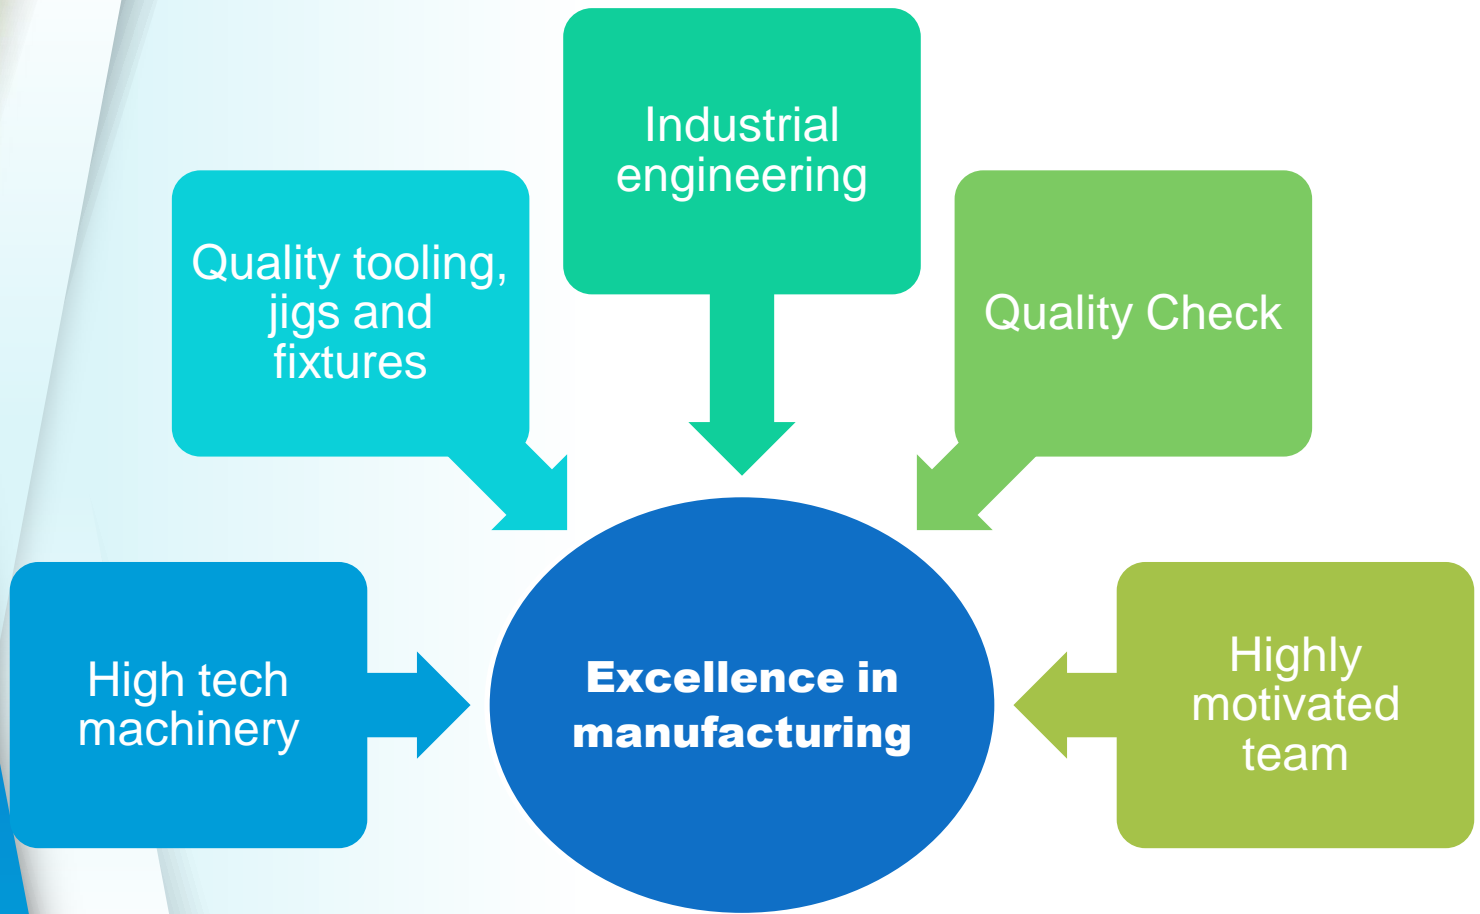 Industrial
engineering
Quality tooling,
jigs and
fixtures
Quality Check
High tech
machinery
Excellence in
manufacturing
Highly
motivated
team